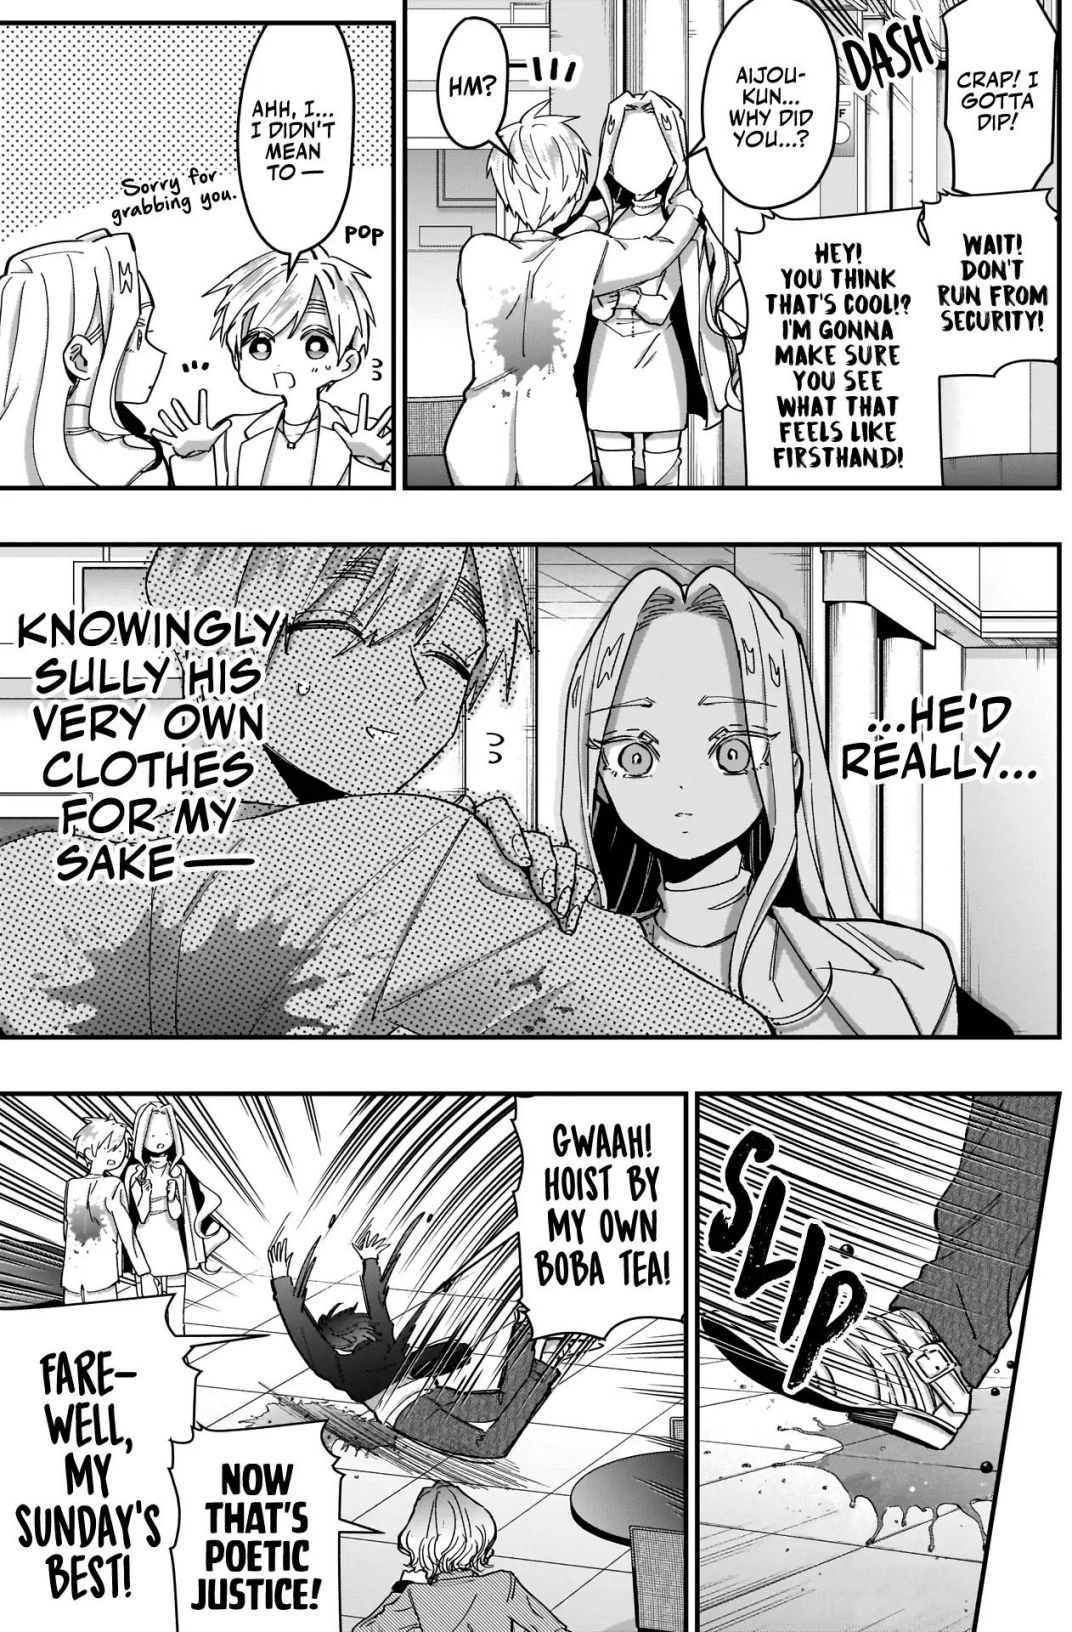 CRAP! I
GOTTA
DIP!
DASH
WAIT!
DON'T
RUN FROM
SECURITY!
AIJOU-
KUN...
WHY DID
YOU...?
HEY!
YOU THINK
THAT'S COOL!?
I'M GONNA
MAKE SURE
YOU SEE
WHAT THAT
FEELS LIKE
FIRSTHAND!
HM?
AHH, I...
I DIDN'T
MEAN
TO—
POP
Sorry for
grabbing you.
...HE'D
REALLY...
KNOWINGLY
SULLY HIS
VERY OWN
CLOTHES
FOR MY
SAKE—
SLIP
GWAAH!
HOIST BY
MY OWN
BOBA TEA!
NOW
THAT'S
POETIC
JUSTICE!
FARE-
WELL,
MY
SUNDAY'S
BEST!